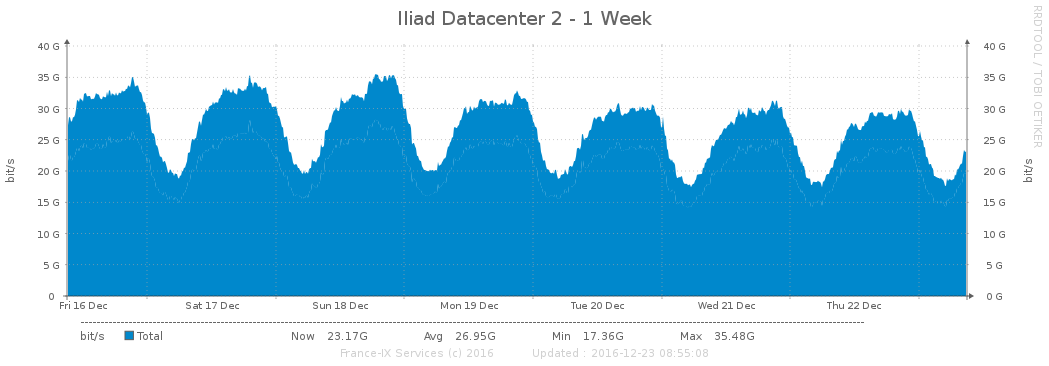 Iliad Datacenter 2 - 1 Week
RRDTOOL / TOBI OETIKER
bit/s
40 G 40 G
35 G 35 G
30 G 30 G
25 G 25 G
20 G 20 G
15 G 15 G
10 G 10 G
5 G 5 G
0 0 G
bit/s
Fri 16 Dec Sat 17 Dec Sun 18 Dec Mon 19 Dec Tue 20 Dec Wed 21 Dec Thu 22 Dec
bit/s Total Now 23.17G Avg 26.95G Min 17.36G Max 35.48G
France-IX Services (c) 2016 Updated : 2016-12-23 08:55:08